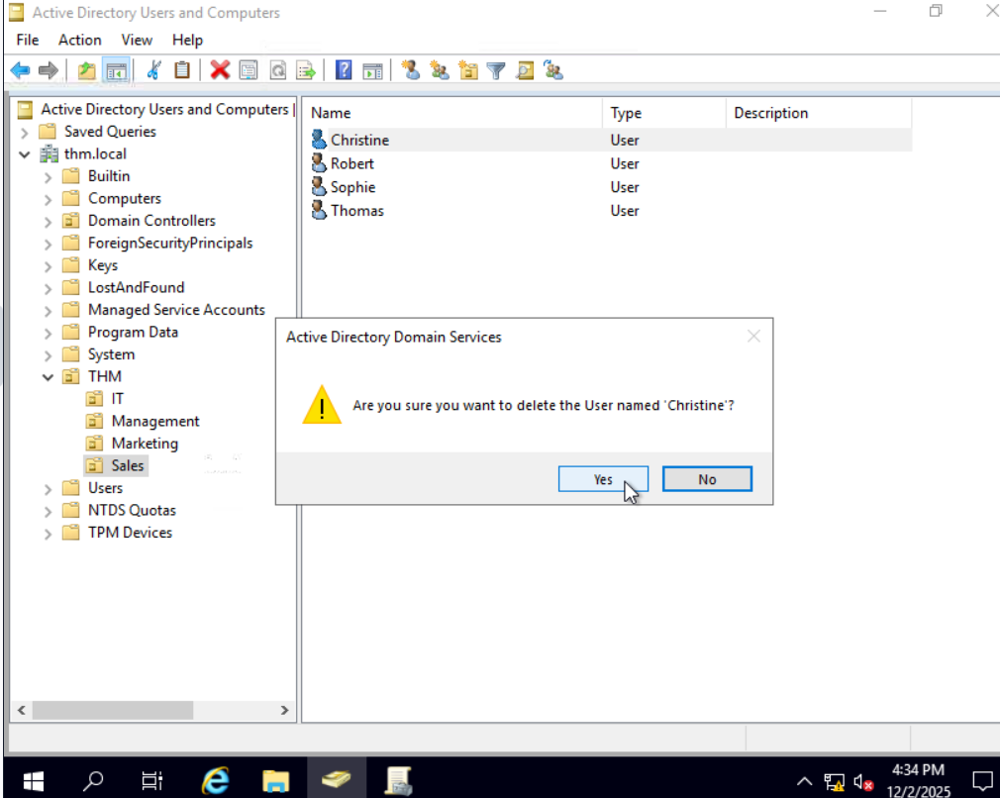 Active Directory Users and Computers
File Action View Help
Active Directory Users and Computers
Saved Queries
thm.local
Builtin
Computers
Domain Controllers
ForeignSecurityPrincipals
Keys
LostAndFound
Managed Service Accounts
Program Data
System
THM
IT
Management
Marketing
Sales
Users
NTDS Quotas
TPM Devices
Name Type Description
Christine User
Robert User
Sophie User
Thomas User
Active Directory Domain Services
Are you sure you want to delete the User named 'Christine'?
Yes No
4:34 PM
12/2/2025